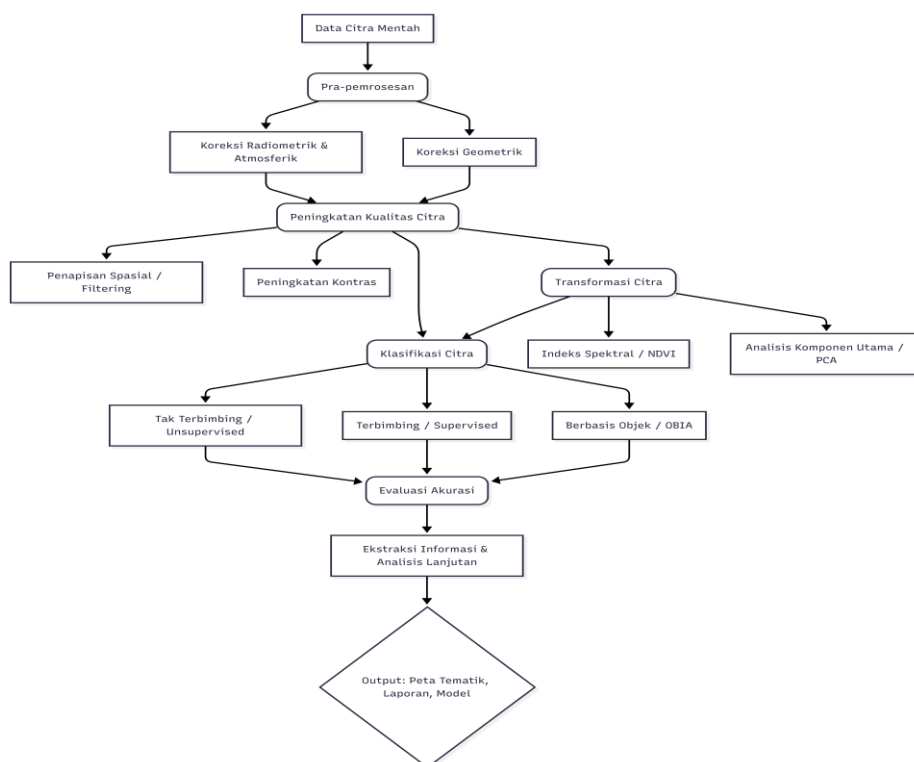 Data Citra Mentah
Pra-pemrosesan
Koreksi Radiometrik &
Atmosferik
Koreksi Geometrik
Peningkatan Kualitas Citra
Penapisan Spasial /
Filtering
Peningkatan Kontras
Transformasi Citra
Klasifikasi Citra
Indeks Spektral / NDVI
Analisis Komponen Utama /
PCA
Tak Terbimbing /
Unsupervised
Terbimbing / Supervised
Berbasis Objek / OBIA
Evaluasi Akurasi
Ekstraksi Informasi &
Analisis Lanjutan
Output: Peta Tematik,
Laporan, Model